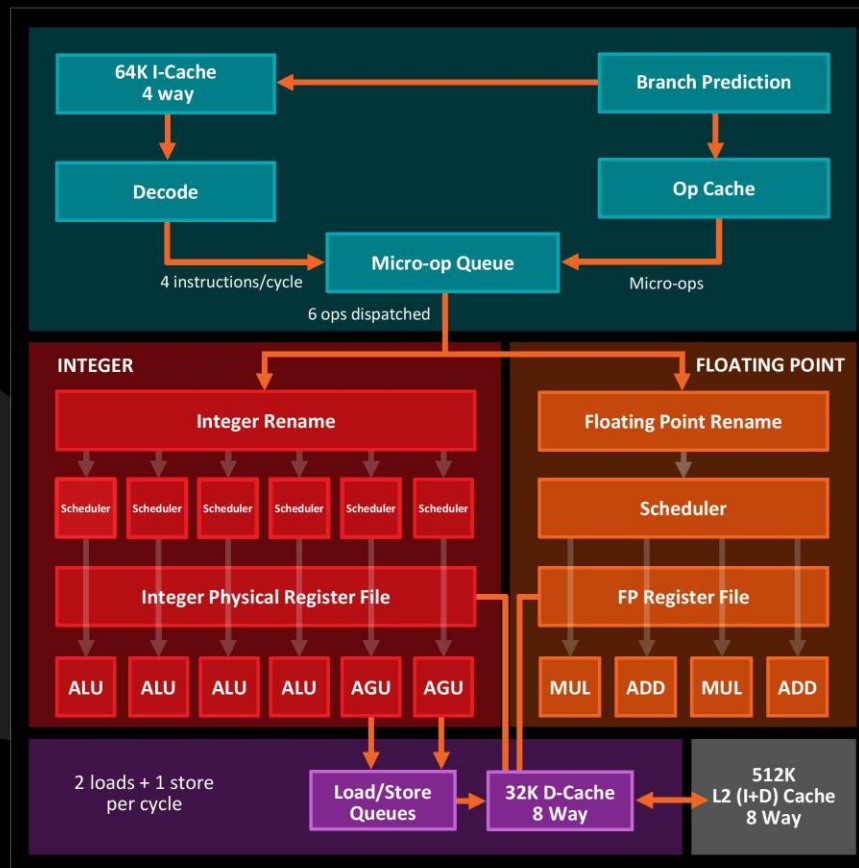 64K I-Cache
4 way
Branch Prediction
Decode
Op Cache
Micro-op Queue
4 instructions/cycle
Micro-ops
6 ops dispatched
INTEGER
FLOATING POINT
Integer Rename
Floating Point Rename
Scheduler
Scheduler
Scheduler
Scheduler
Scheduler
Scheduler
Scheduler
Integer Physical Register File
FP Register File
ALU
ALU
ALU
ALU
AGU
AGU
MUL
ADD
MUL
ADD
2 loads + 1 store
per cycle
Load/Store
Queues
32K D-Cache
8 Way
512K
L2 (I+D) Cache
8 Way